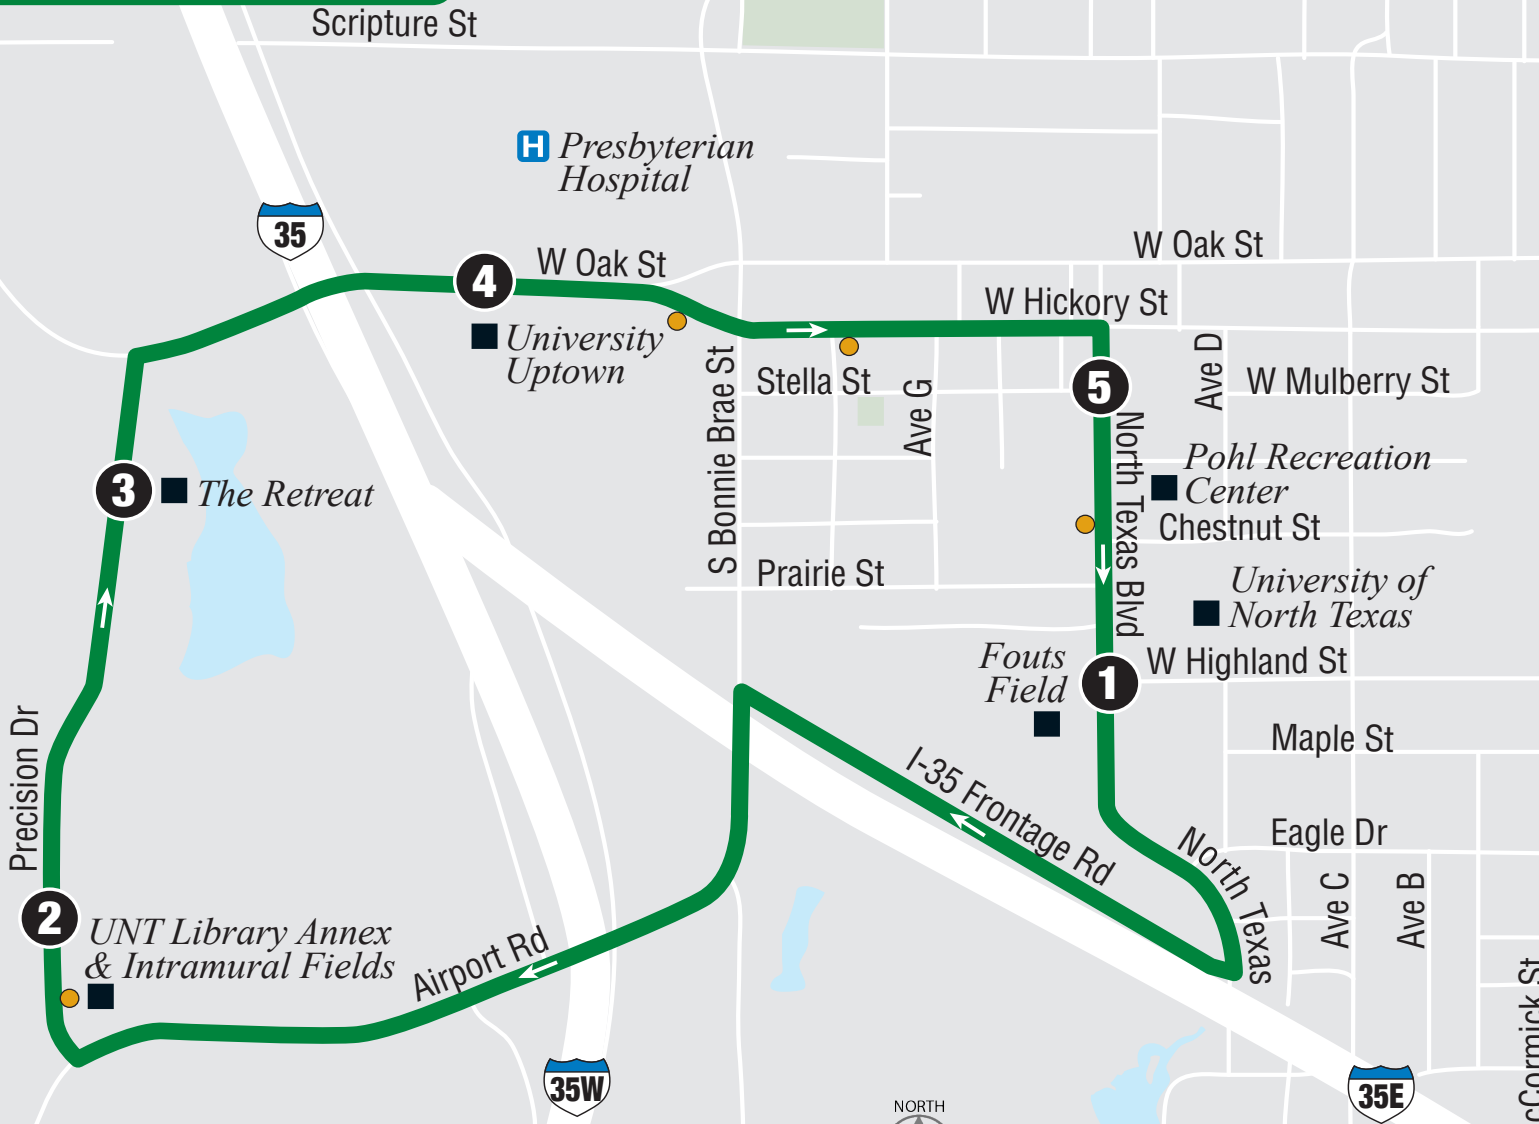 Scripture St
H Presbyterian
Hospital
35
W Oak St
W Oak St
4
W Hickory St
University
Uptown
S Bonnie Brae St
Stella St
Ave G
5
Ave D
W Mulberry St
North Texas Blvd
Pohl Recreation
Center
3
The Retreat
Chestnut St
Prairie St
University of
North Texas
Fouts
Field
1
W Highland St
Precision Dr
Maple St
I-35 Frontage Rd
North Texas
Eagle Dr
Ave C
Ave B
2
UNT Library Annex
& Intramural Fields
Airport Rd
35W
NORTH
35E
cCormick St